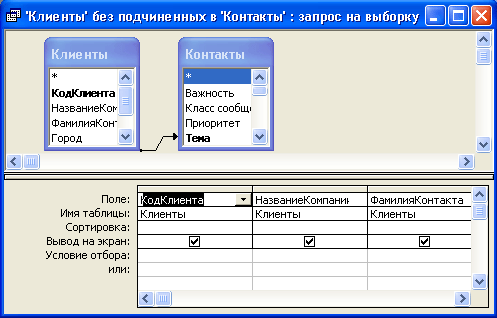 'Клиенты' без подчиненных в 'Контакты' : запрос на выборку
Клиенты
*
КодКлиента
НазваниеКом
ФамилияКонт
Город
Контакты
*
Важность
Класс сообще
Приоритет
Тема
Поле: КодКлиента НазваниеКомпании ФамилияКонтакта
Имя таблицы: Клиенты Клиенты Клиенты
Сортировка:
Вывод на экран:
Условие отбора:
или: